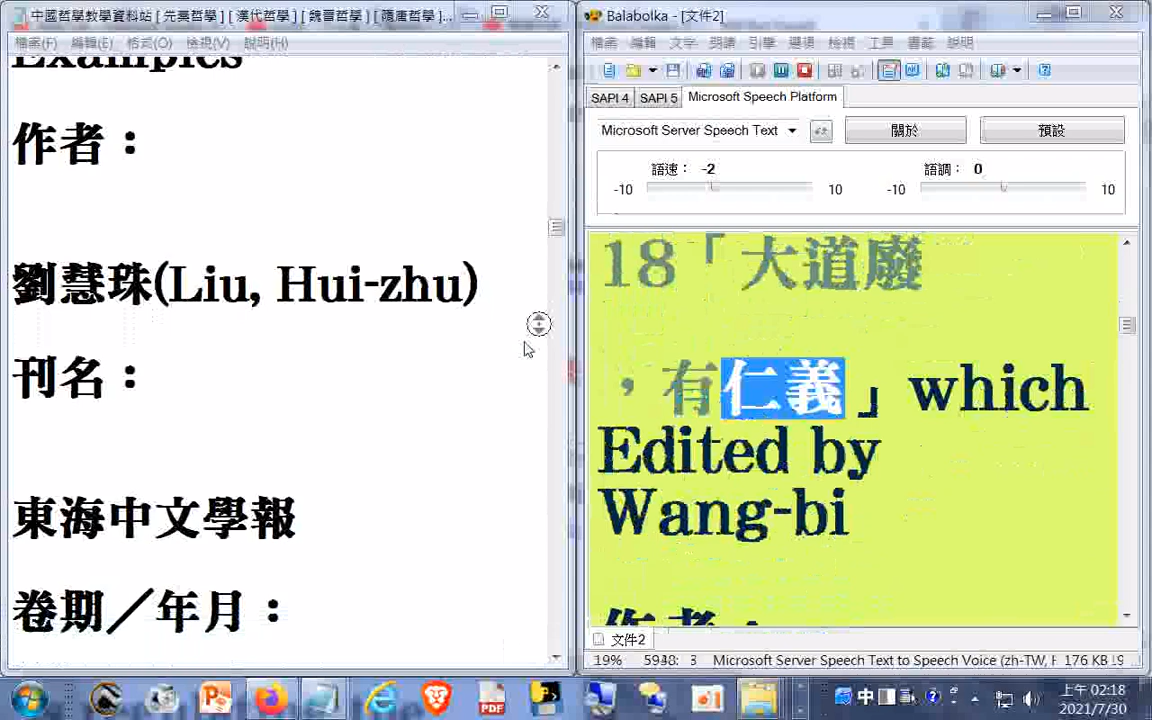 中國哲學教學資料站 [ 先秦哲學 ] [ 漢代哲學 ] [ 魏晉哲學 ] [ 隋唐哲學 ]...
檔案(F) 編輯(E) 格式(O) 檢視(V) 說明(H)
Examples
作者：
劉慧珠(Liu, Hui-zhu)
刊名：
東海中文學報
卷期／年月：
Balabolka - [文件2]
檔案 編輯 文字 朗讀 引擎 選項 檢視 工具 書籤 說明
SAPI 4 SAPI 5 Microsoft Speech Platform
Microsoft Server Speech Text 關於 預設
語速： -2 語調： 0
-10 10 -10 10
18「大道廢
，有仁義」which
Edited by
Wang-bi
作者：
文件2
19% Microsoft Server Speech Text to Speech Voice (zh-TW, 176 KB
PDF 中 上午 02:18
2021/7/30